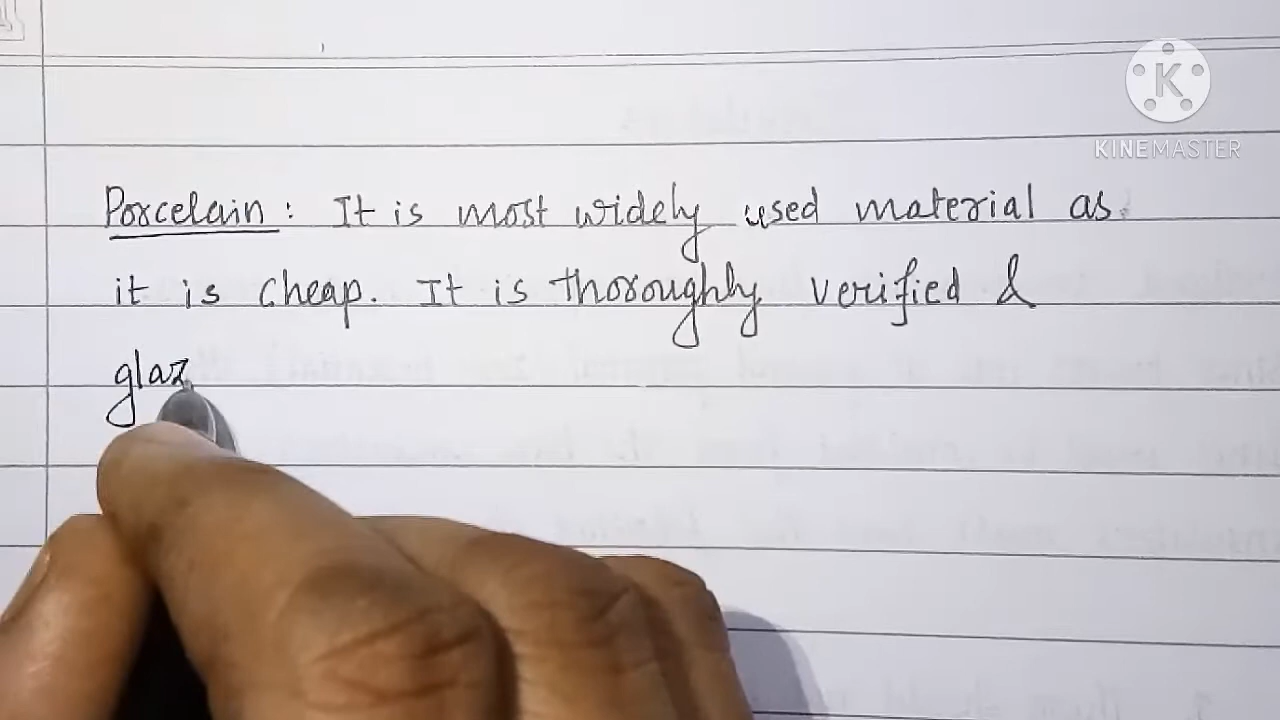 K
KINEMASTER
Porcelain : It is most widely used material as
it is cheap. It is thoroughly verified &
glaz